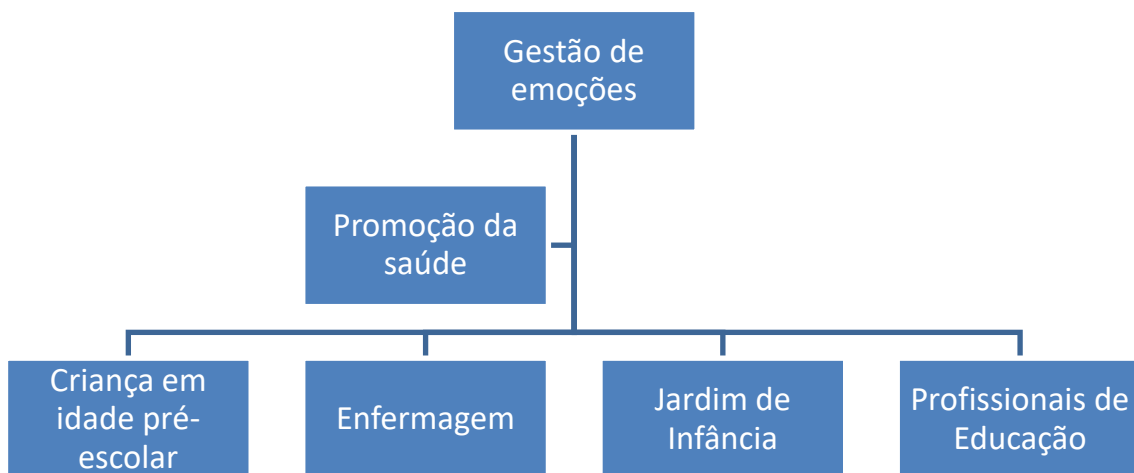 Gestão de
emoções
Promoção da
saúde
Criança em
idade pré-
escolar
Enfermagem
Jardim de
Infância
Profissionais de
Educação